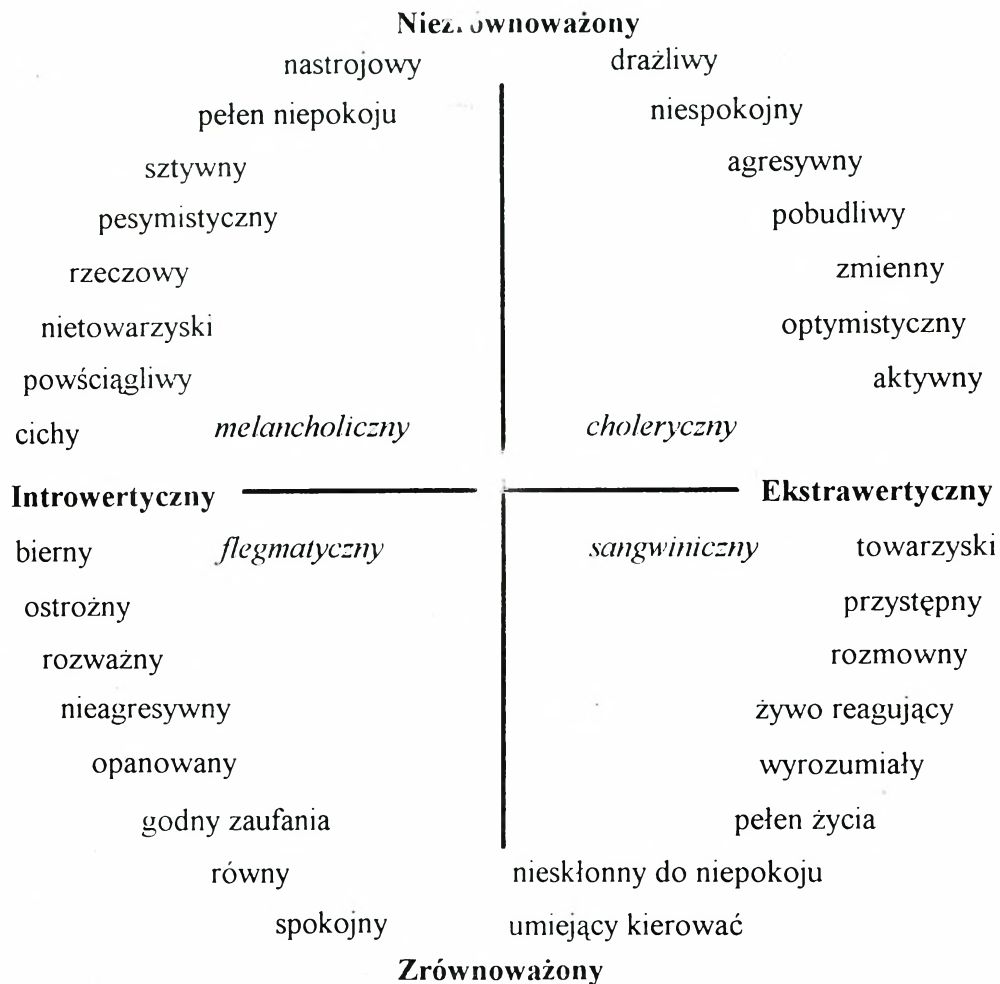 Niezrównoważony
nastrojowy drażliwy
pełen niepokoju niespokojny
sztywny agresywny
pesymistyczny pobudliwy
rzeczowy zmienny
nietowarzyski optymistyczny
powściągliwy aktywny
cichy melancholiczny choleryczny
Introwertyczny Ekstrawertyczny
bierny flegmatyczny sangwiniczny towarzyski
ostrożny przystępny
rozważny rozmowny
nieagresywny żywo reagujący
opanowany wyrozumiały
godny zaufania pełen życia
równy nieskłonny do niepokoju
spokojny umiejący kierować
Zrównoważony